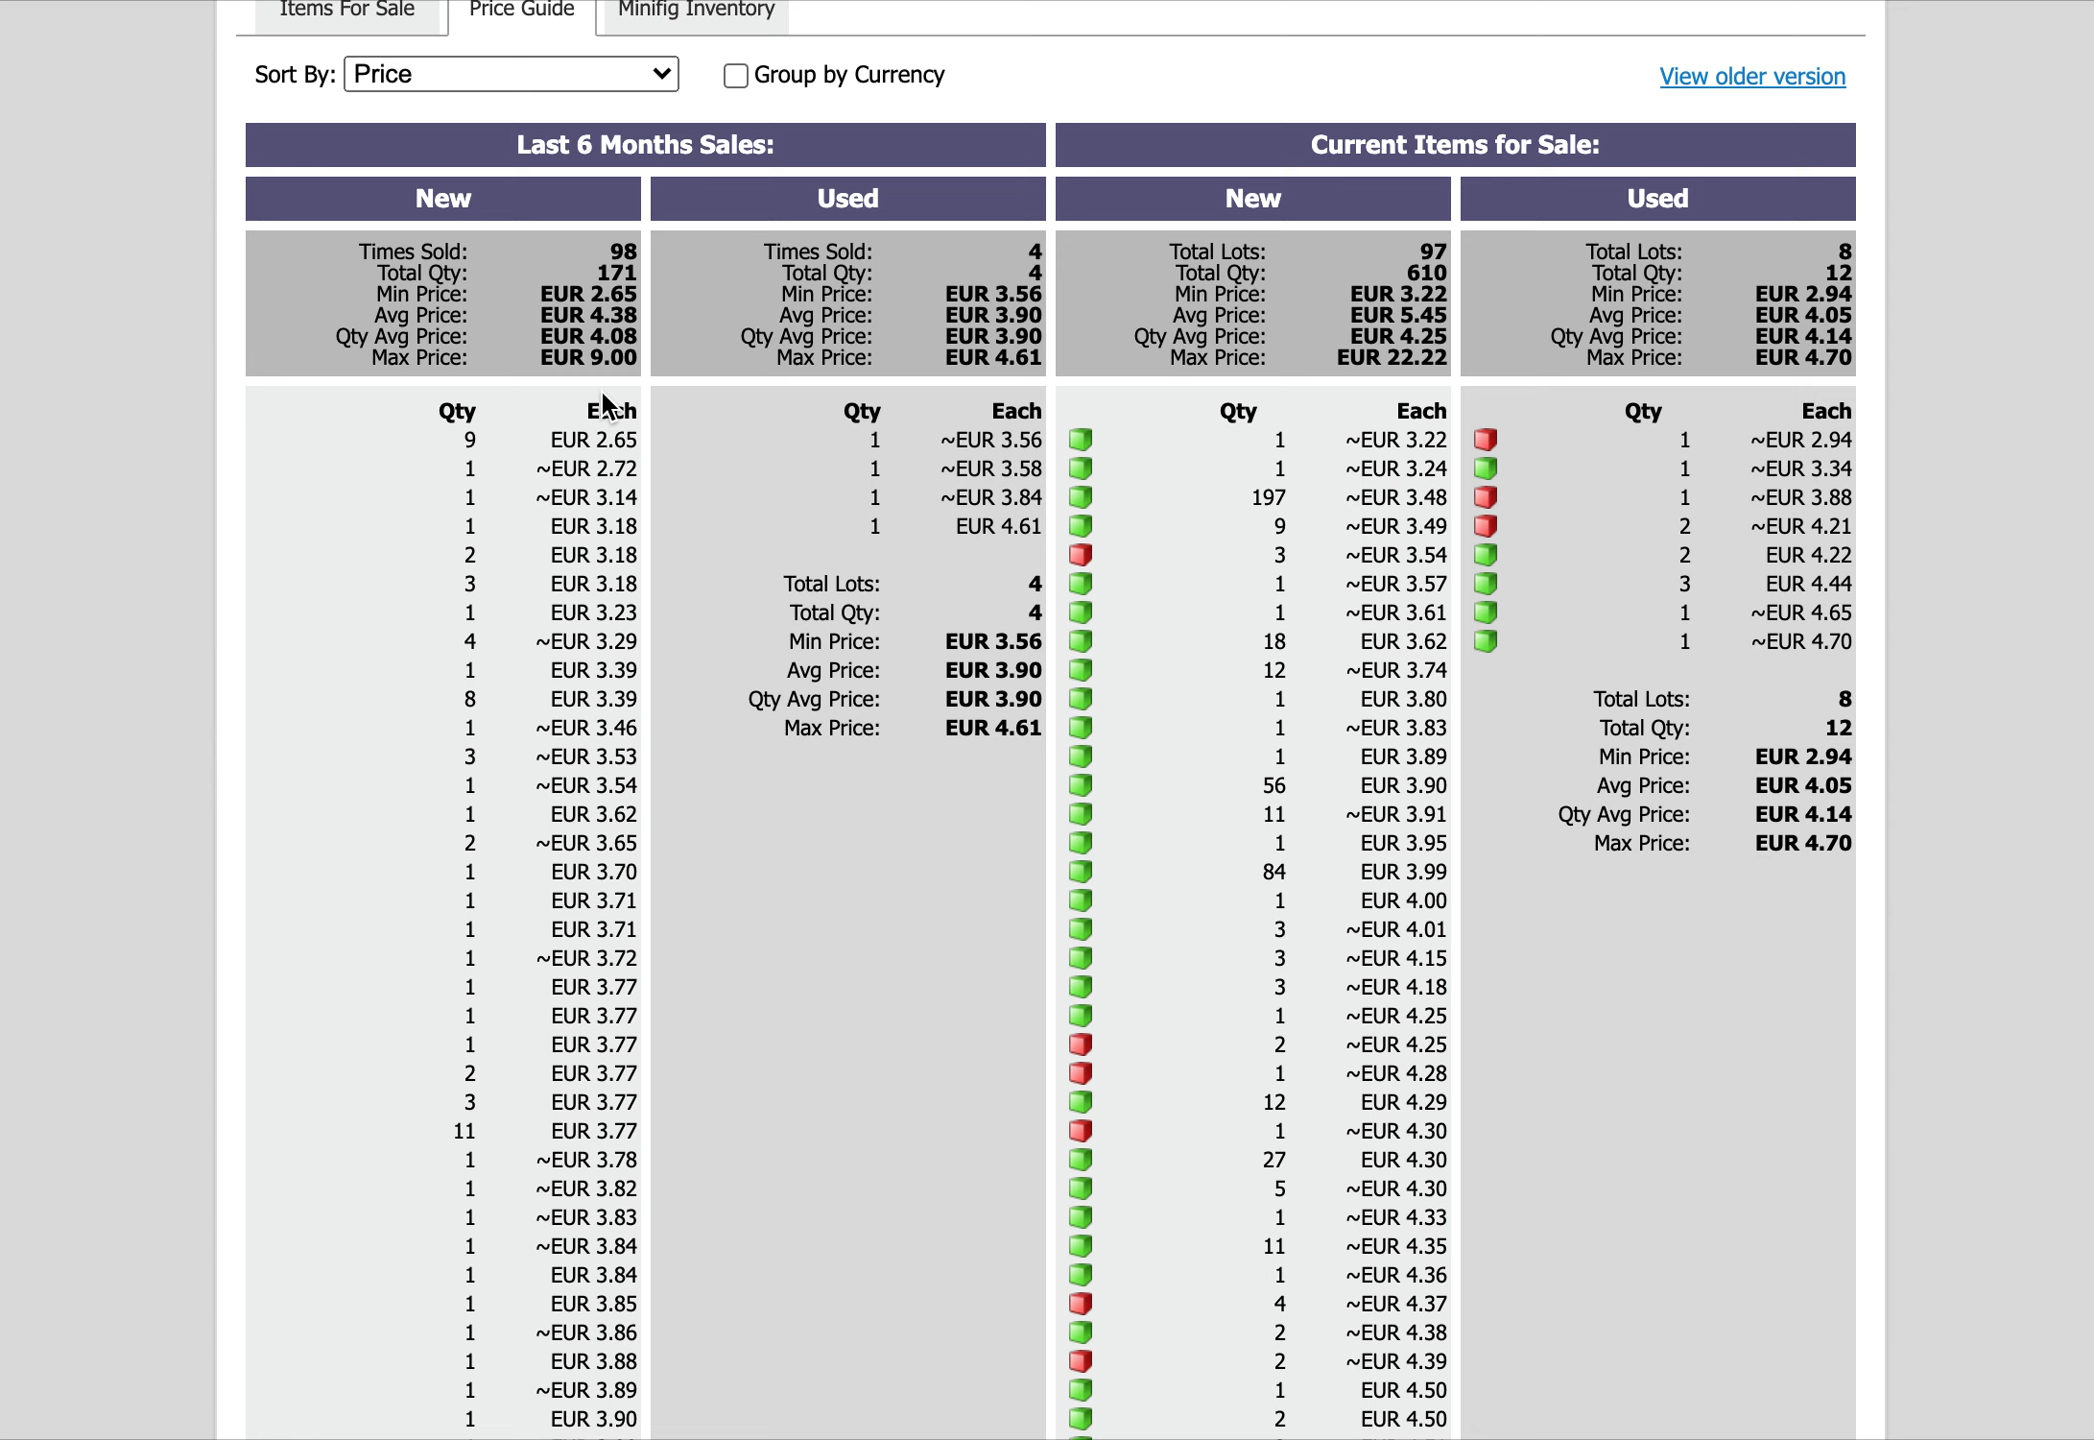 Items For Sale
Price Guide
Minifig Inventory
Sort By: Price
Group by Currency
View older version
Last 6 Months Sales:
Current Items for Sale:
New
Used
New
Used
Times Sold: 98
Total Qty: 171
Min Price: EUR 2.65
Avg Price: EUR 4.38
Qty Avg Price: EUR 4.08
Max Price: EUR 9.00
Times Sold: 4
Total Qty: 4
Min Price: EUR 3.56
Avg Price: EUR 3.90
Qty Avg Price: EUR 3.90
Max Price: EUR 4.61
Total Lots: 97
Total Qty: 610
Min Price: EUR 3.22
Avg Price: EUR 5.45
Qty Avg Price: EUR 4.25
Max Price: EUR 22.22
Total Lots: 8
Total Qty: 12
Min Price: EUR 2.94
Avg Price: EUR 4.05
Qty Avg Price: EUR 4.14
Max Price: EUR 4.70
Qty Each
9 EUR 2.65
1 ~EUR 2.72
1 ~EUR 3.14
1 EUR 3.18
2 EUR 3.18
3 EUR 3.18
1 EUR 3.23
4 ~EUR 3.29
1 EUR 3.39
8 EUR 3.39
1 ~EUR 3.46
3 ~EUR 3.53
1 ~EUR 3.54
1 EUR 3.62
2 ~EUR 3.65
1 EUR 3.70
1 EUR 3.71
1 EUR 3.71
1 ~EUR 3.72
1 EUR 3.77
1 EUR 3.77
1 EUR 3.77
2 EUR 3.77
3 EUR 3.77
11 EUR 3.77
1 ~EUR 3.78
1 ~EUR 3.82
1 ~EUR 3.83
1 ~EUR 3.84
1 EUR 3.84
1 EUR 3.85
1 ~EUR 3.86
1 EUR 3.88
1 ~EUR 3.89
1 EUR 3.90
Qty Each
1 ~EUR 3.56
1 ~EUR 3.58
1 ~EUR 3.84
1 EUR 4.61
Total Lots: 4
Total Qty: 4
Min Price: EUR 3.56
Avg Price: EUR 3.90
Qty Avg Price: EUR 3.90
Max Price: EUR 4.61
Qty Each
1 ~EUR 3.22
1 ~EUR 3.24
197 ~EUR 3.48
9 ~EUR 3.49
3 ~EUR 3.54
1 ~EUR 3.57
1 ~EUR 3.61
18 EUR 3.62
12 ~EUR 3.74
1 EUR 3.80
1 ~EUR 3.83
1 EUR 3.89
56 EUR 3.90
11 ~EUR 3.91
1 EUR 3.95
84 EUR 3.99
1 EUR 4.00
3 ~EUR 4.01
3 ~EUR 4.15
3 ~EUR 4.18
1 ~EUR 4.25
2 ~EUR 4.25
1 ~EUR 4.28
12 EUR 4.29
1 ~EUR 4.30
27 EUR 4.30
5 ~EUR 4.30
1 ~EUR 4.33
11 ~EUR 4.35
1 ~EUR 4.36
4 ~EUR 4.37
2 ~EUR 4.38
2 ~EUR 4.39
1 EUR 4.50
2 EUR 4.50
Qty Each
1 ~EUR 2.94
1 ~EUR 3.34
1 ~EUR 3.88
2 ~EUR 4.21
2 EUR 4.22
3 EUR 4.44
1 ~EUR 4.65
1 ~EUR 4.70
Total Lots: 8
Total Qty: 12
Min Price: EUR 2.94
Avg Price: EUR 4.05
Qty Avg Price: EUR 4.14
Max Price: EUR 4.70